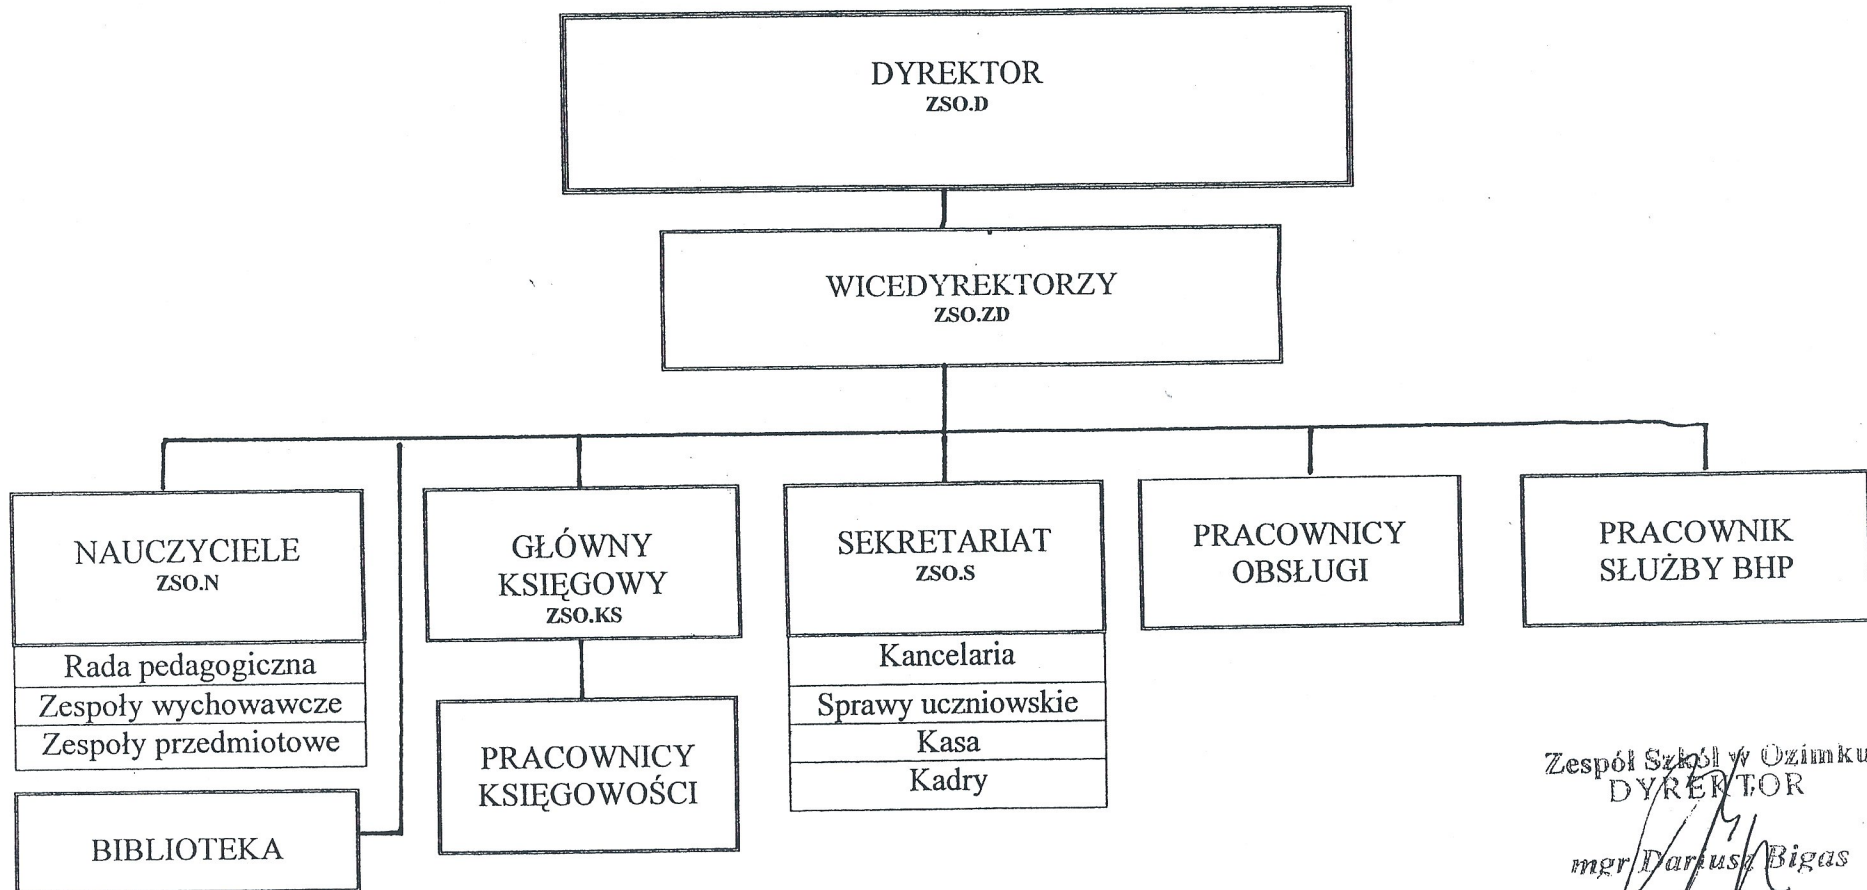 DYREKTOR
ZSO.D
WICEDYREKTORZY
ZSO.ZD
NAUCZYCIELE
ZSO.N
Rada pedagogiczna
Zespoły wychowawcze
Zespoły przedmiotowe
BIBLIOTEKA
GŁÓWNY
KSIĘGOWY
ZSO.KS
PRACOWNICY
KSIĘGOWOŚCI
SEKRETARIAT
ZSO.S
Kancelaria
Sprawy uczniowskie
Kasa
Kadry
PRACOWNICY
OBSŁUGI
PRACOWNIK
SŁUŻBY BHP
Zespół Szkół w Ozimku
DYREKTOR
mgr Dariusz Bigas